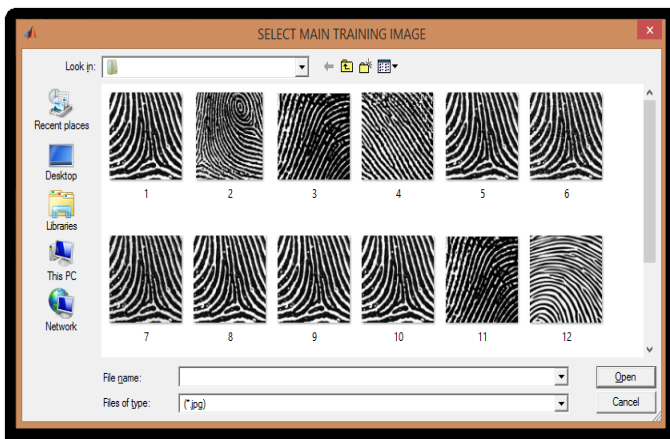 SELECT MAIN TRAINING IMAGE
x
Look in:
Recent places
Desktop
Libraries
This PC
Network
1 2 3 4 5 6
7 8 9 10 11 12
File name:
Open
Files of type: (*.jpg)
Cancel